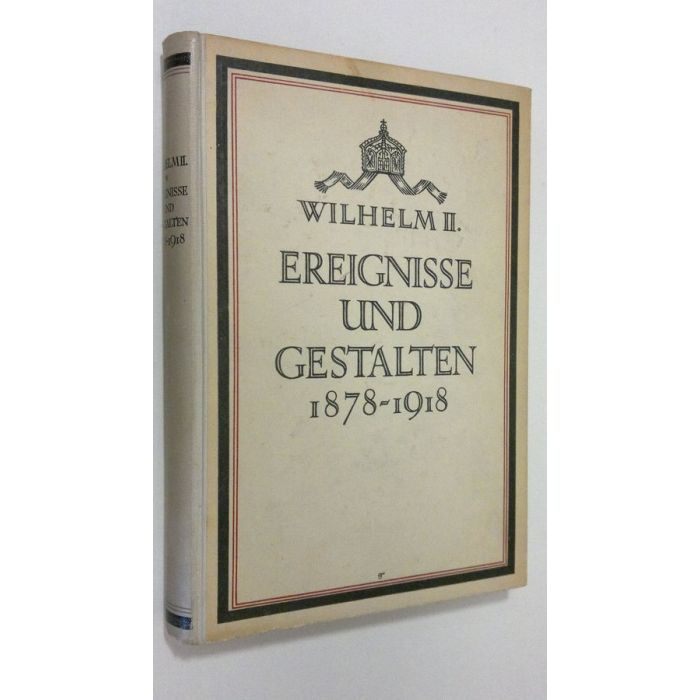 WILHELM II.
EREIGNISSE
UND
GESTALTEN
1878-1918